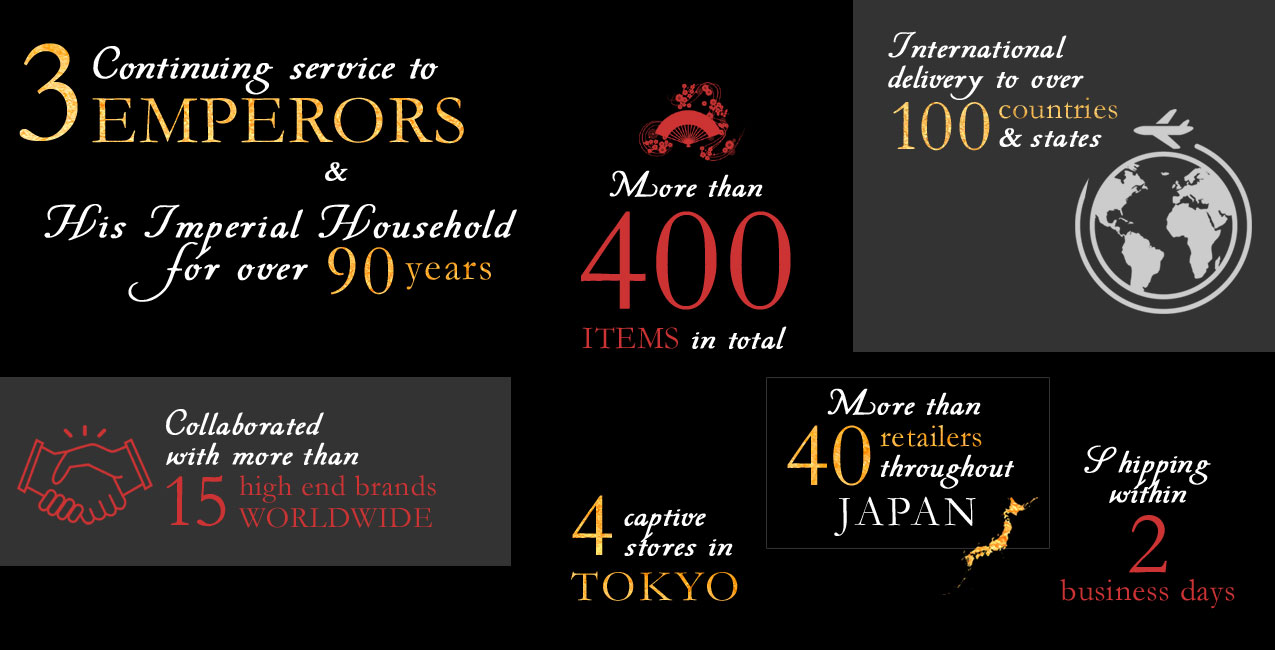 3 Continuing service to
EMPERORS
&
His Imperial Household
for over 90 years
More than
400
ITEMS in total
International
delivery to over
100 countries
& states
Collaborated
with more than
15 high end brands
WORLDWIDE
4 captive
stores in
TOKYO
More than
40 retailers
throughout
JAPAN
Shipping
within
2
business days